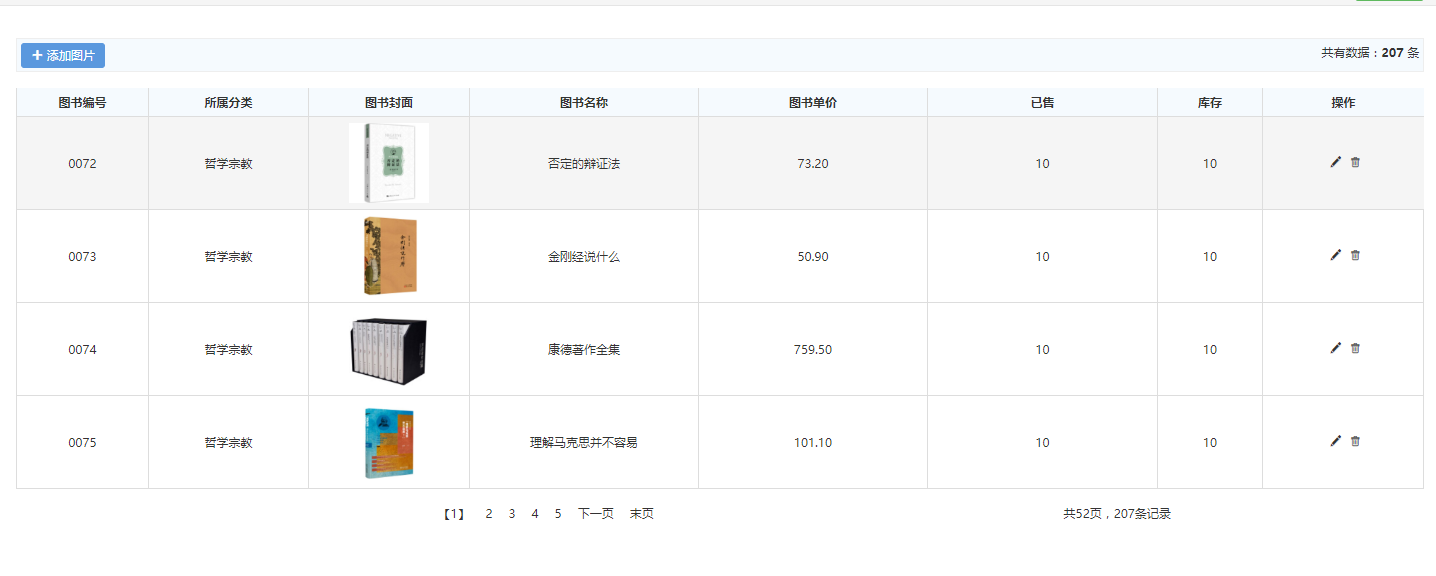 添加图片
共有数据：207 条
图书编号 所属分类 图书封面 图书名称 图书单价 已售 库存 操作
0072 哲学宗教 否定的辩证法 73.20 10 10
0073 哲学宗教 金刚经说什么 50.90 10 10
0074 哲学宗教 康德著作全集 759.50 10 10
0075 哲学宗教 理解马克思并不容易 101.10 10 10
【1】 2 3 4 5 下一页 末页 共52页，207条记录